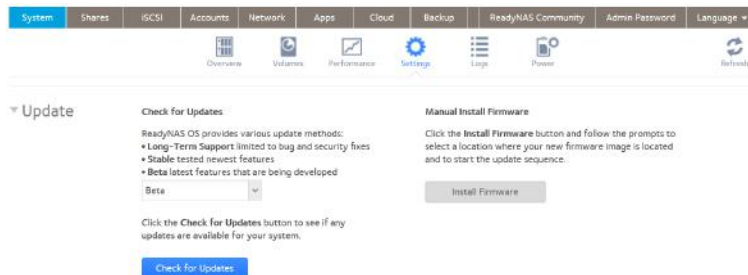 System Shares iSCSI Accounts Network Apps Cloud Backup ReadyNAS Community Admin Password Language
Overview Volumes Performance Settings Logs Power Refresh
Update
Check for Updates
ReadyNAS OS provides various update methods:
• Long-Term Support limited to bug and security fixes
• Stable tested newest features
• Beta latest features that are being developed
Beta
Click the Check for Updates button to see if any
updates are available for your system.
Check for Updates
Manual Install Firmware
Click the Install Firmware button and follow the prompts to
select a location where your new firmware image is located
and to start the update sequence.
Install Firmware